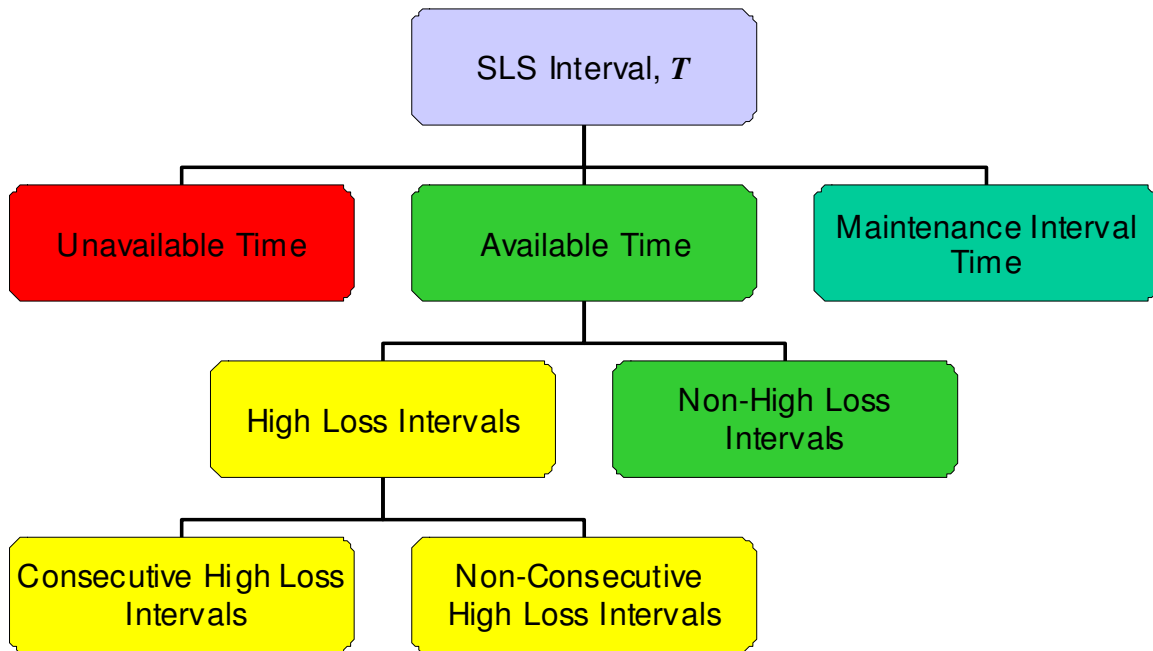 SLS Interval, T
Unavailable Time
Available Time
Maintenance Interval
Time
High Loss Intervals
Non-High Loss
Intervals
Consecutive High Loss
Intervals
Non-Consecutive
High Loss Intervals